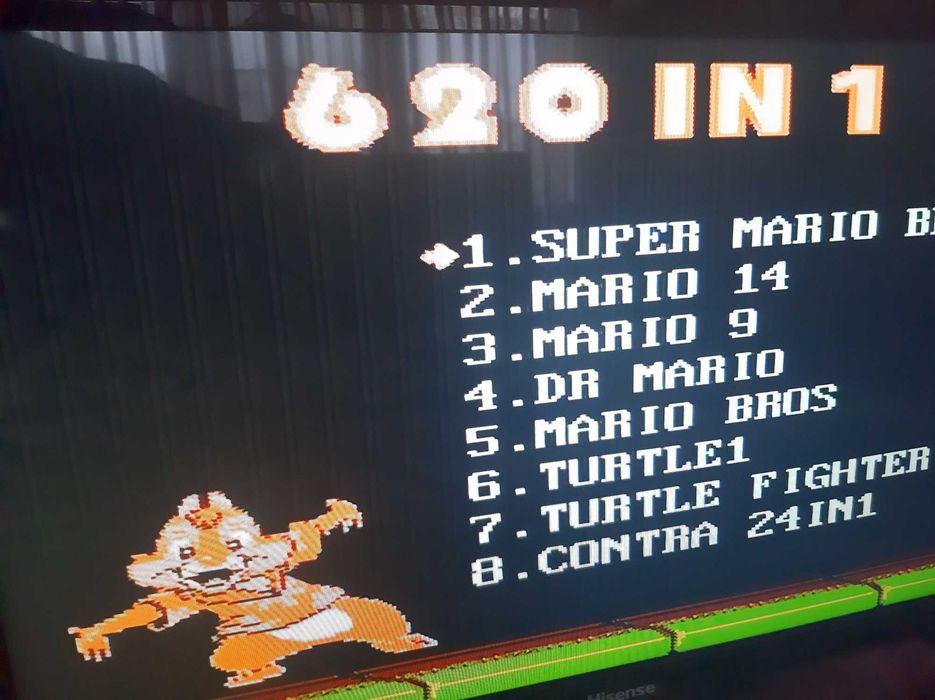 620 IN 1
1.SUPER MARIO
2.MARIO 14
3.MARIO 9
4.DR MARIO
5.MARIO BROS
6.TURTLE1
7.TURTLE FIGHTER
8.CONTRA 24IN1
Hisense